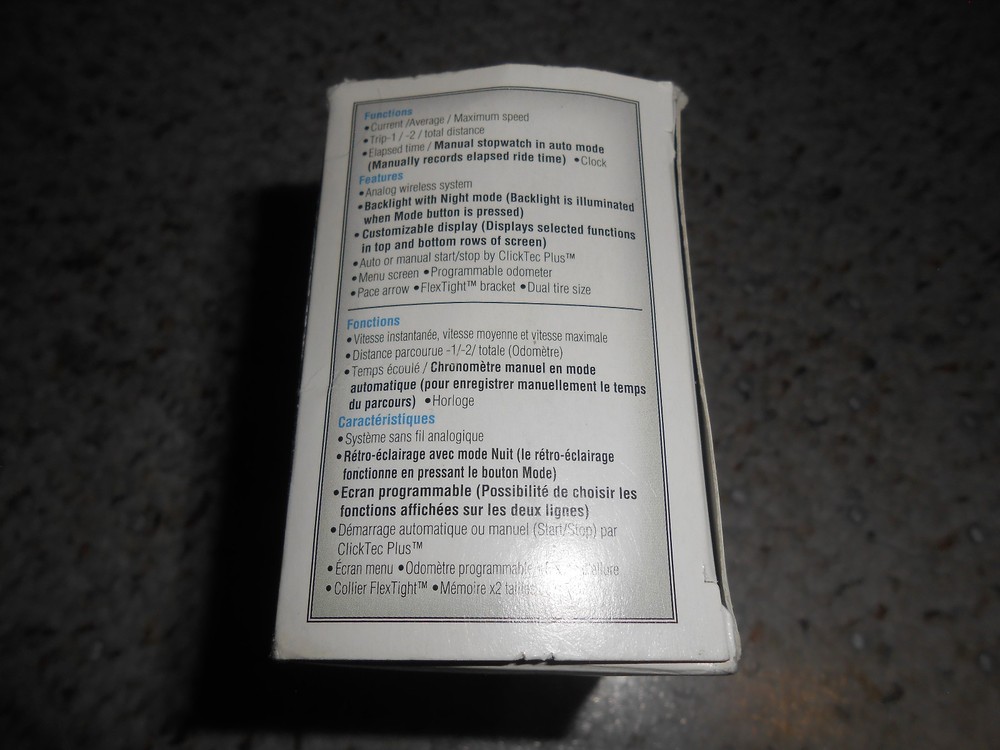 Functions
•Current /Average / Maximum speed
•Trip-1 / -2 / total distance
•Elapsed time / Manual stopwatch in auto mode
(Manually records elapsed ride time) •Clock
Features
•Analog wireless system
•Backlight with Night mode (Backlight is illuminated
when Mode button is pressed)
•Customizable display (Displays selected functions
in top and bottom rows of screen)
•Auto or manual start/stop by ClickTec Plus™
•Menu screen •Programmable odometer
•Pace arrow •FlexTight™ bracket •Dual tire size
Fonctions
•Vitesse instantanée, vitesse moyenne et vitesse maximale
•Distance parcourue -1/-2/ totale (Odomètre)
•Temps écoulé / Chronomètre manuel en mode
automatique (pour enregistrer manuellement le temps
du parcours) •Horloge
Caractéristiques
•Système sans fil analogique
•Rétro-éclairage avec mode Nuit (le rétro-éclairage
fonctionne en pressant le bouton Mode)
•Ecran programmable (Possibilité de choisir les
fonctions affichées sur les deux lignes)
•Démarrage automatique ou manuel (Start/Stop) par
ClickTec Plus™
•Écran menu •Odomètre programmable d'allure
•Collier FlexTight™ •Mémoire x2 tailles